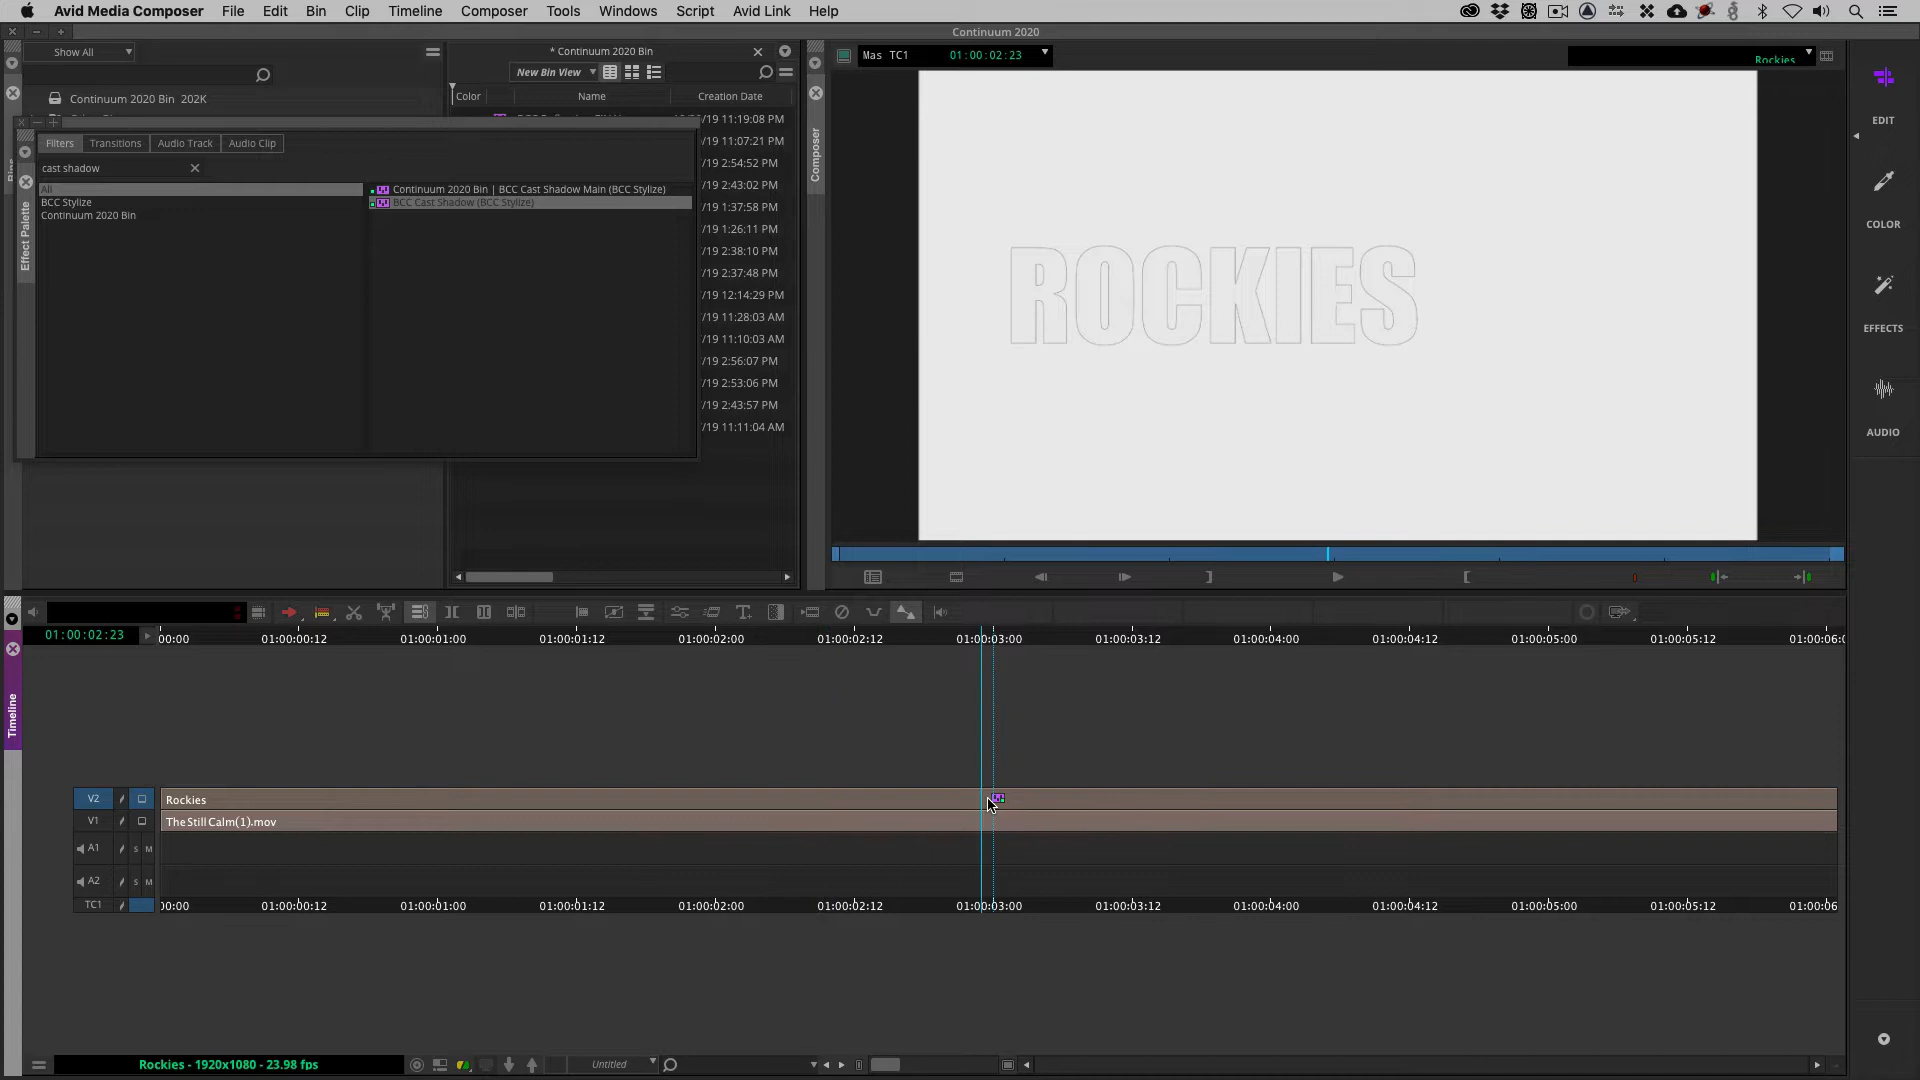 Avid Media Composer File Edit Bin Clip Timeline Composer Tools Windows Script Avid Link Help
Continuum 2020
Show All
* Continuum 2020 Bin
Mas TC1 01:00:02:23
Rockies
New Bin View
Continuum 2020 Bin 202K
Color Name Creation Date
/19 11:19:08 PM
/19 11:07:21 PM
/19 2:54:52 PM
/19 2:43:02 PM
/19 1:37:58 PM
/19 1:26:11 PM
/19 2:38:10 PM
/19 2:37:48 PM
/19 12:14:29 PM
/19 11:28:03 AM
/19 11:10:03 AM
/19 2:56:07 PM
/19 2:53:06 PM
/19 2:43:57 PM
/19 11:11:04 AM
Filters Transitions Audio Track Audio Clip
cast shadow
All
BCC Stylize
Continuum 2020 Bin
Continuum 2020 Bin | BCC Cast Shadow Main (BCC Stylize)
BCC Cast Shadow (BCC Stylize)
Effect Palette
Composer
ROCKIES
EDIT
COLOR
EFFECTS
AUDIO
Timeline
01:00:02:23
00:00 01:00:00:12 01:00:01:00 01:00:01:12 01:00:02:00 01:00:02:12 01:00:03:00 01:00:03:12 01:00:04:00 01:00:04:12 01:00:05:00 01:00:05:12 01:00:06:0
V2 Rockies
V1 The Still Calm(1).mov
A1 S M
A2 S M
TC1 00:00 01:00:00:12 01:00:01:00 01:00:01:12 01:00:02:00 01:00:02:12 01:00:03:00 01:00:03:12 01:00:04:00 01:00:04:12 01:00:05:00 01:00:05:12 01:00:06
Rockies - 1920x1080 - 23.98 fps
Untitled